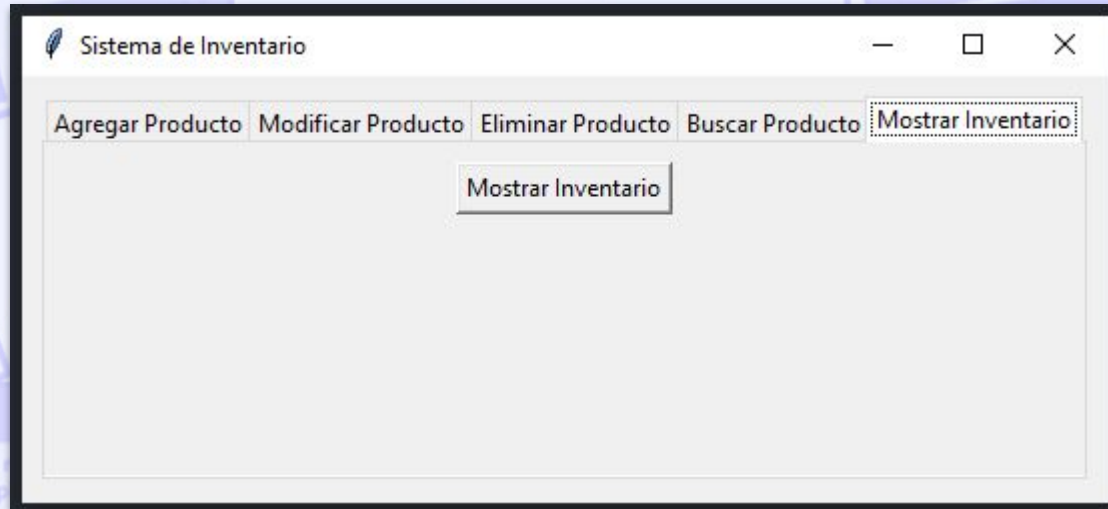 Sistema de Inventario
Agregar Producto Modificar Producto Eliminar Producto Buscar Producto Mostrar Inventario
Mostrar Inventario